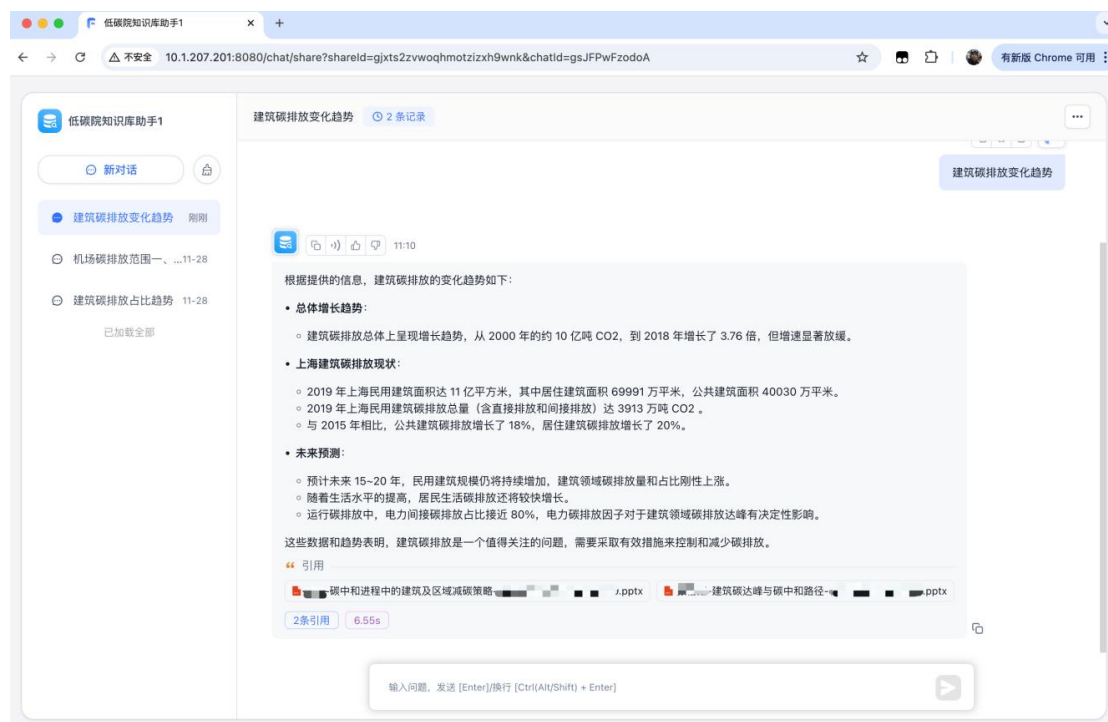 低碳院知识库助手1
不安全 10.1.207.201:8080/chat/share?shareId=gjxts2zvwoqhmotzizxh9wnk&chatId=gsJFPwFzodoA 有新版 Chrome 可用
低碳院知识库助手1
新对话
建筑碳排放变化趋势 刚刚
机场碳排放范围一、...11-28
建筑碳排放占比趋势 11-28
已加载全部
建筑碳排放变化趋势 2 条记录
建筑碳排放变化趋势
11:10
根据提供的信息，建筑碳排放的变化趋势如下：
• 总体增长趋势：
◦ 建筑碳排放总体上呈现增长趋势，从 2000 年的约 10 亿吨 CO2，到 2018 年增长了 3.76 倍，但增速显著放缓。
• 上海建筑碳排放现状：
◦ 2019 年上海民用建筑面积达 11 亿平方米，其中居住建筑面积 69991 万平米，公共建筑面积 40030 万平米。
◦ 2019 年上海民用建筑碳排放总量（含直接排放和间接排放）达 3913 万吨 CO2 。
◦ 与 2015 年相比，公共建筑碳排放增长了 18%，居住建筑碳排放增长了 20%。
• 未来预测：
◦ 预计未来 15~20 年，民用建筑规模仍将持续增加，建筑领域碳排放量和占比刚性上涨。
◦ 随着生活水平的提高，居民生活碳排放还将较快增长。
◦ 运行碳排放中，电力间接碳排放占比接近 80%，电力碳排放因子对于建筑领域碳排放达峰有决定性影响。
这些数据和趋势表明，建筑碳排放是一个值得关注的问题，需要采取有效措施来控制和减少碳排放。
引用
-碳中和进程中的建筑及区域减碳策略- .pptx
-建筑碳达峰与碳中和路径- .pptx
2条引用 6.55s
输入问题，发送 [Enter]/换行 [Ctrl(Alt/Shift) + Enter]